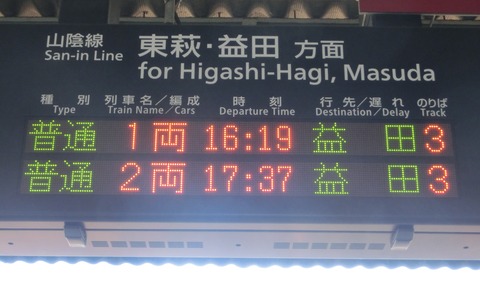 山陰線 東萩・益田 方面
San-in Line for Higashi-Hagi, Masuda
種別 列車名/編成 時刻 行先/遅れ のりば
Type Train Name/Cars Departure Time Destination/Delay Track
普通 1両 16:19 益田 3
普通 2両 17:37 益田 3